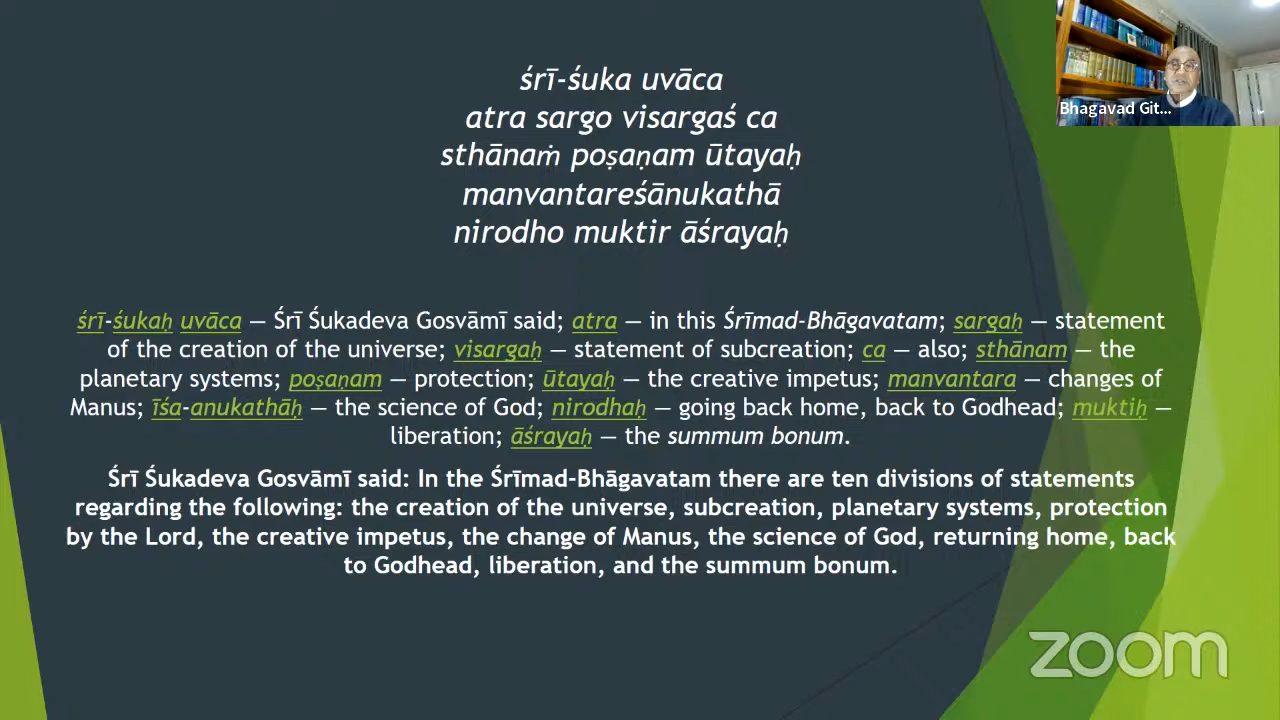 śrī-śuka uvāca
atra sargo visargaś ca
sthānaṁ poṣaṇam ūtayaḥ
manvantareśānukathā
nirodho muktir āśrayaḥ
Bhagavad Git...
śrī-śukaḥ uvāca — Śrī Śukadeva Gosvāmī said; atra — in this Śrīmad-Bhāgavatam; sargaḥ — statement
of the creation of the universe; visargaḥ — statement of subcreation; ca — also; sthānam — the
planetary systems; poṣaṇam — protection; ūtayaḥ — the creative impetus; manvantara — changes of
Manus; īśa-anukathāḥ — the science of God; nirodhaḥ — going back home, back to Godhead; muktiḥ —
liberation; āśrayaḥ — the summum bonum.
Śrī Śukadeva Gosvāmī said: In the Śrīmad-Bhāgavatam there are ten divisions of statements
regarding the following: the creation of the universe, subcreation, planetary systems, protection
by the Lord, the creative impetus, the change of Manus, the science of God, returning home, back
to Godhead, liberation, and the summum bonum.
zoom